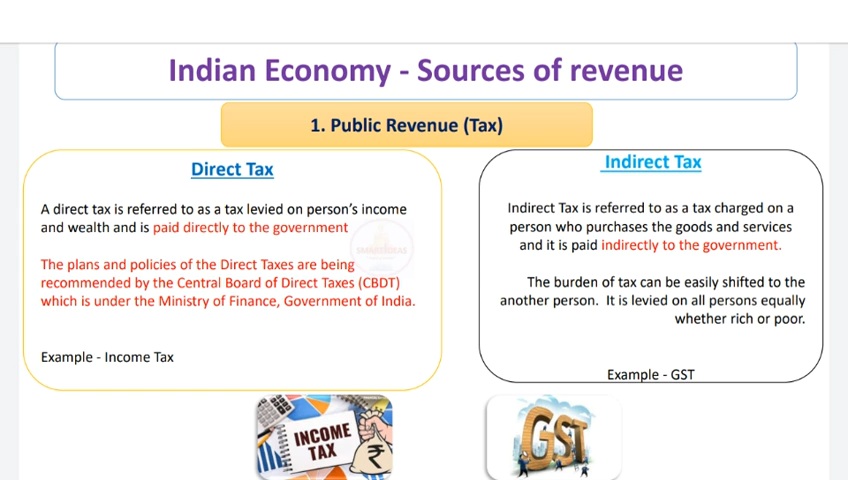 Indian Economy - Sources of revenue
1. Public Revenue (Tax)
Direct Tax
A direct tax is referred to as a tax levied on person's income
and wealth and is paid directly to the government
The plans and policies of the Direct Taxes are being
recommended by the Central Board of Direct Taxes (CBDT)
which is under the Ministry of Finance, Government of India.
Example - Income Tax
Indirect Tax
Indirect Tax is referred to as a tax charged on a
person who purchases the goods and services
and it is paid indirectly to the government.
The burden of tax can be easily shifted to the
another person. It is levied on all persons equally
whether rich or poor.
Example - GST
INCOME
TAX
₹
GST